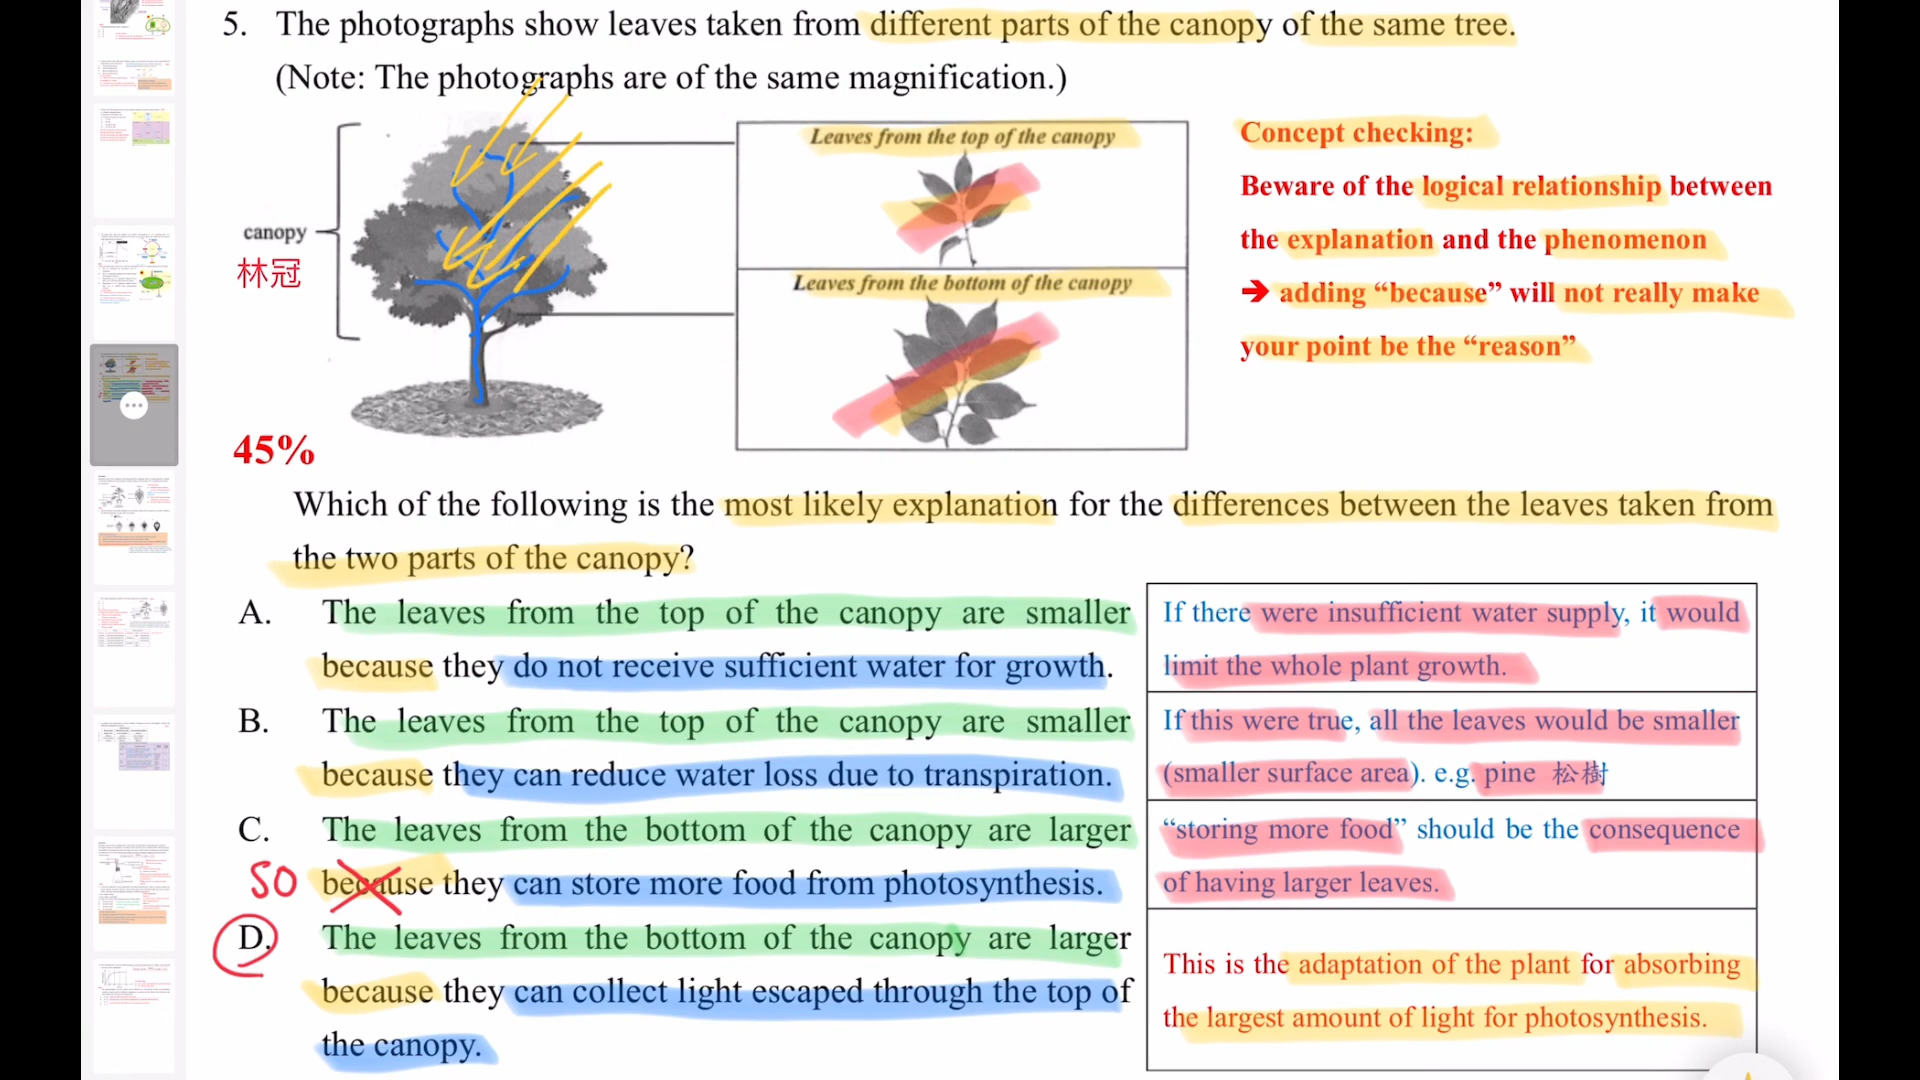 5. The photographs show leaves taken from different parts of the canopy of the same tree.
(Note: The photographs are of the same magnification.)
canopy
林冠
Leaves from the top of the canopy
Leaves from the bottom of the canopy
Concept checking:
Beware of the logical relationship between
the explanation and the phenomenon
➔ adding “because” will not really make
your point be the “reason”
45%
Which of the following is the most likely explanation for the differences between the leaves taken from
the two parts of the canopy?
A. The leaves from the top of the canopy are smaller
because they do not receive sufficient water for growth.
If there were insufficient water supply, it would
limit the whole plant growth.
B. The leaves from the top of the canopy are smaller
because they can reduce water loss due to transpiration.
If this were true, all the leaves would be smaller
(smaller surface area). e.g. pine 松樹
C. The leaves from the bottom of the canopy are larger
so because they can store more food from photosynthesis.
“storing more food” should be the consequence
of having larger leaves.
D. The leaves from the bottom of the canopy are larger
because they can collect light escaped through the top of
the canopy.
This is the adaptation of the plant for absorbing
the largest amount of light for photosynthesis.